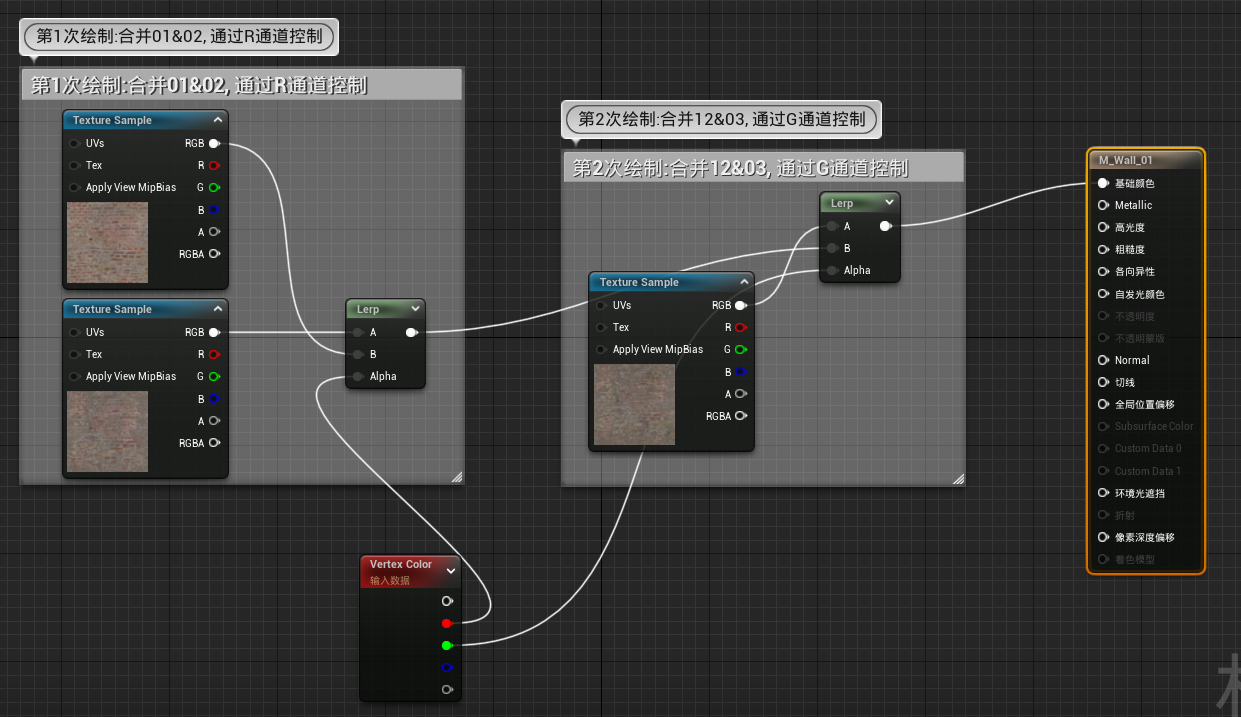 第1次绘制:合并01&02, 通过R通道控制
第1次绘制:合并01&02, 通过R通道控制
Texture Sample
UVs
RGB
Tex
R
Apply View MipBias
G
B
A
RGBA
Texture Sample
UVs
RGB
Tex
R
Apply View MipBias
G
B
A
RGBA
Lerp
A
B
Alpha
第2次绘制:合并12&03, 通过G通道控制
第2次绘制:合并12&03, 通过G通道控制
Lerp
A
B
Alpha
Texture Sample
UVs
RGB
Tex
R
Apply View MipBias
G
B
A
RGBA
Vertex Color
输入数据
M_Wall_01
基础颜色
Metallic
高光度
粗糙度
各向异性
自发光颜色
不透明度
不透明蒙版
Normal
切线
全局位置偏移
Subsurface Color
Custom Data 0
Custom Data 1
环境光遮挡
折射
像素深度偏移
着色模型